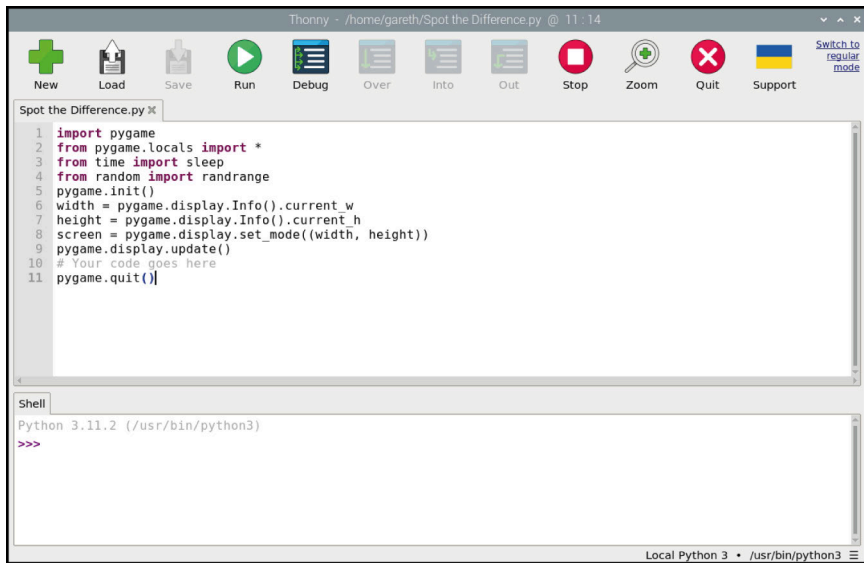 Thonny - /home/gareth/Spot the Difference.py @ 11:14
Switch to
regular
mode
New Load Save Run Debug Over Into Out Stop Zoom Quit Support
Spot the Difference.py
1 import pygame
2 from pygame.locals import *
3 from time import sleep
4 from random import randrange
5 pygame.init()
6 width = pygame.display.Info().current_w
7 height = pygame.display.Info().current_h
8 screen = pygame.display.set_mode((width, height))
9 pygame.display.update()
10 # Your code goes here
11 pygame.quit()
Shell
Python 3.11.2 (/usr/bin/python3)
>>>
Local Python 3 • /usr/bin/python3 ☰